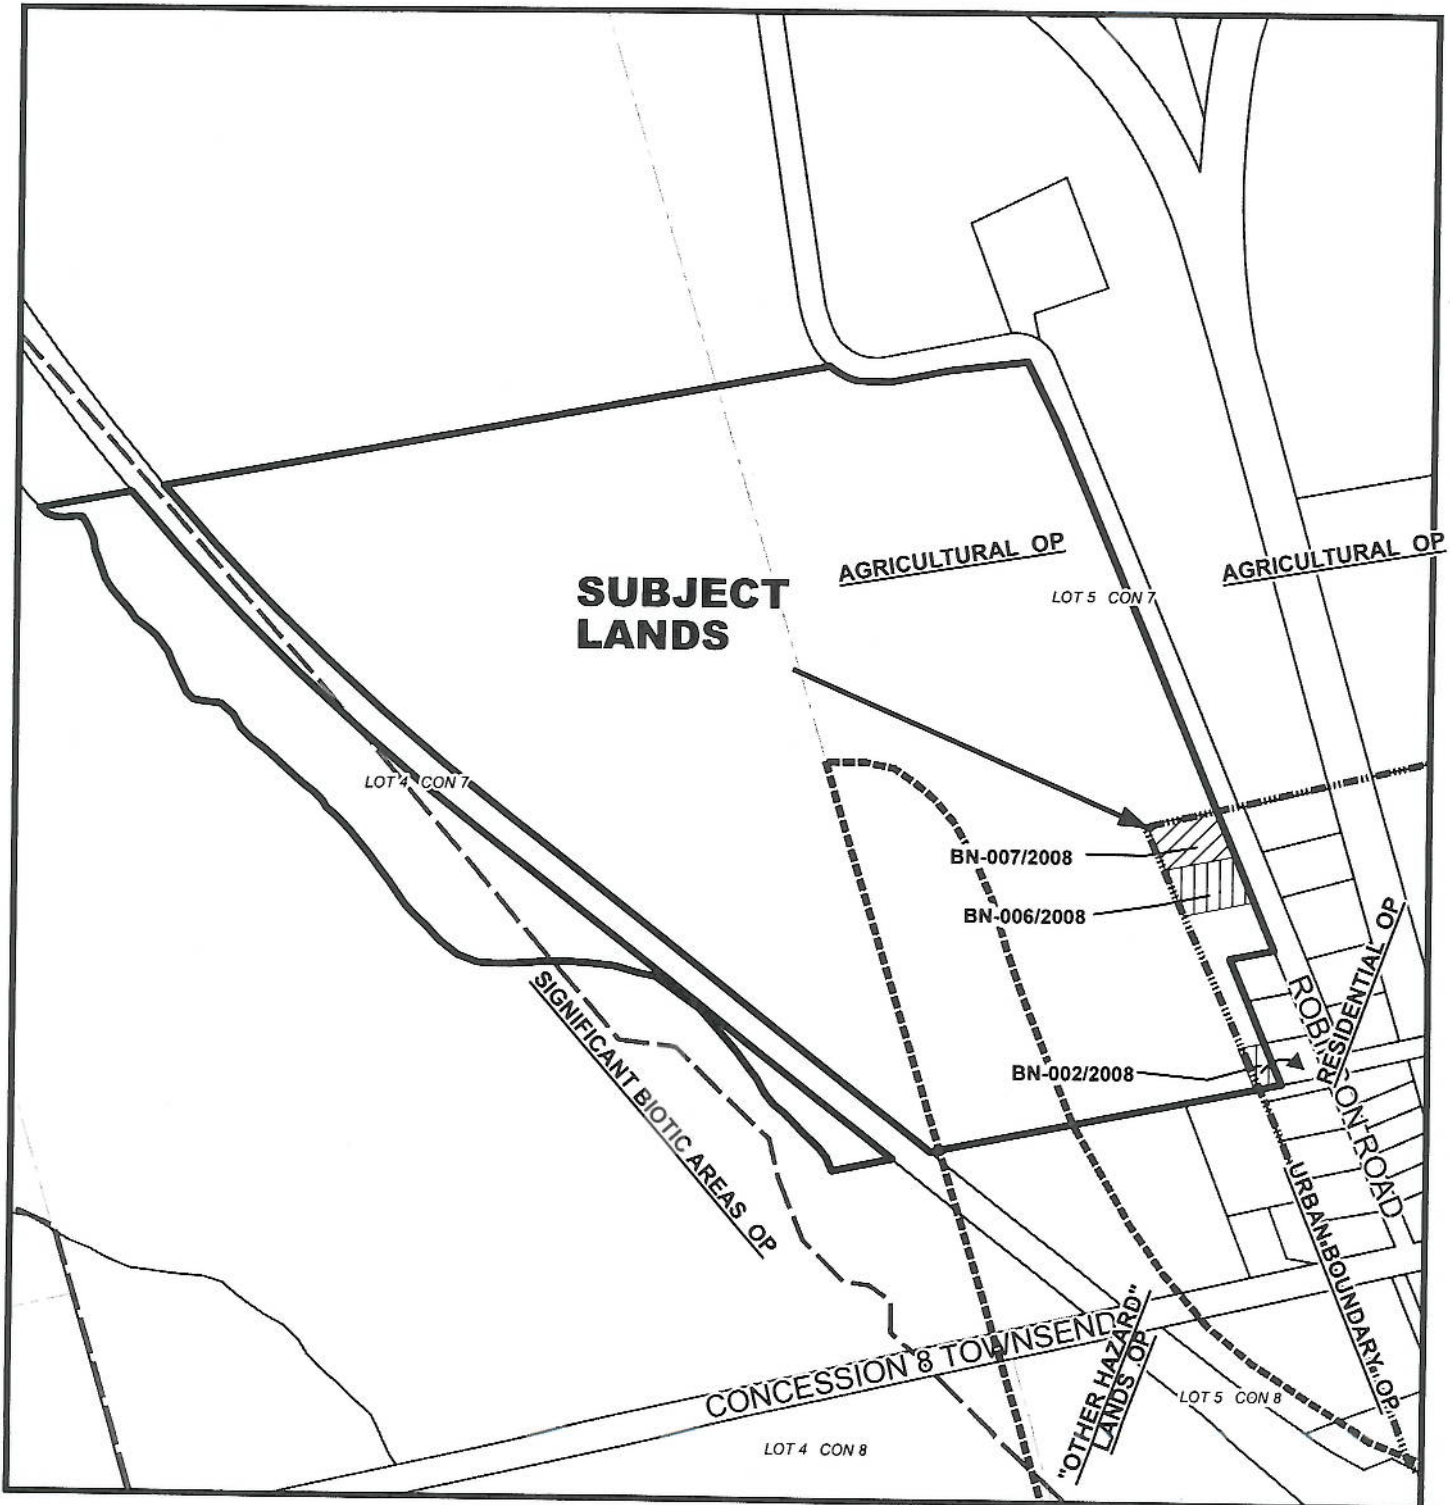 SUBJECT
LANDS
AGRICULTURAL OP
AGRICULTURAL OP
LOT 5 CON 7
LOT 4 CON 7
BN-007/2008
BN-006/2008
BN-002/2008
SIGNIFICANT BIOTIC AREAS OP
RESIDENTIAL OP
ROAD
URBAN BOUNDARY OP
CONCESSION 8 TOWNSEND
"OTHER HAZARD"
LANDS OP
LOT 5 CON 8
LOT 4 CON 8